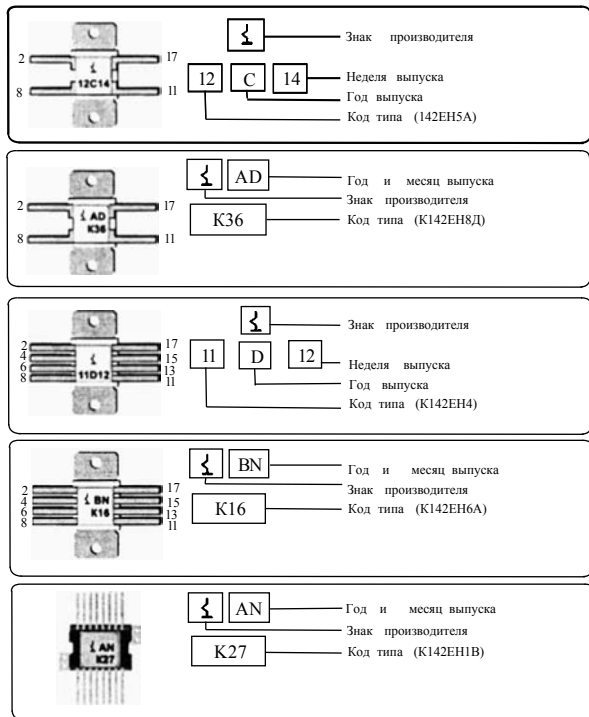 Знак производителя
2 17
12C14
8 11
12 C 14 Неделя выпуска
Год выпуска
Код типа (142ЕН5А)
AD Год и месяц выпуска
Знак производителя
2 17
AD
K36
8 11
К36 Код типа (К142ЕН8Д)
Знак производителя
2 17
4 15
6 13
8 11
11D12
11 D 12 Неделя выпуска
Год выпуска
Код типа (К142ЕН4)
BN Год и месяц выпуска
Знак производителя
2 17
4 15
6 13
8 11
BN
K16
К16 Код типа (К142ЕН6А)
AN Год и месяц выпуска
Знак производителя
AN
K27
K27 Код типа (К142ЕН1В)